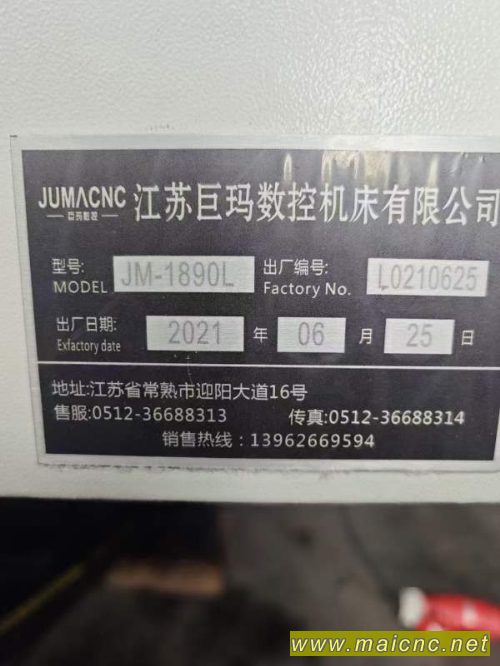 JUMACNC 江苏巨玛数控机床有限公司
巨玛数控
型号: MODEL JM-1890L 出厂编号: Factory No. L0210625
出厂日期: Exfactory date 2021 年 06 月 25 日
地址:江苏省常熟市迎阳大道16号
售服:0512-36688313 传真:0512-36688314
销售热线：13962669594
www.maicnc.net